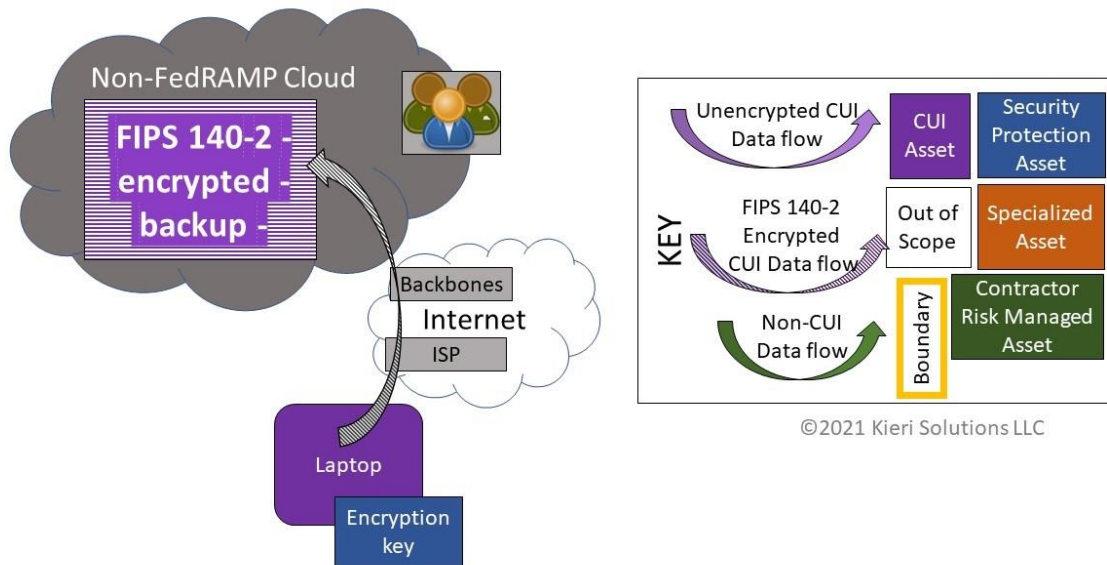 Non-FedRAMP Cloud
FIPS 140-2 -
encrypted -
backup -
Backbones
Internet
ISP
Laptop
Encryption
key
KEY
Unencrypted CUI
Data flow
CUI
Asset
Security
Protection
Asset
FIPS 140-2
Encrypted
CUI Data flow
Out of
Scope
Specialized
Asset
Non-CUI
Data flow
Boundary
Contractor
Risk Managed
Asset
©2021 Kieri Solutions LLC